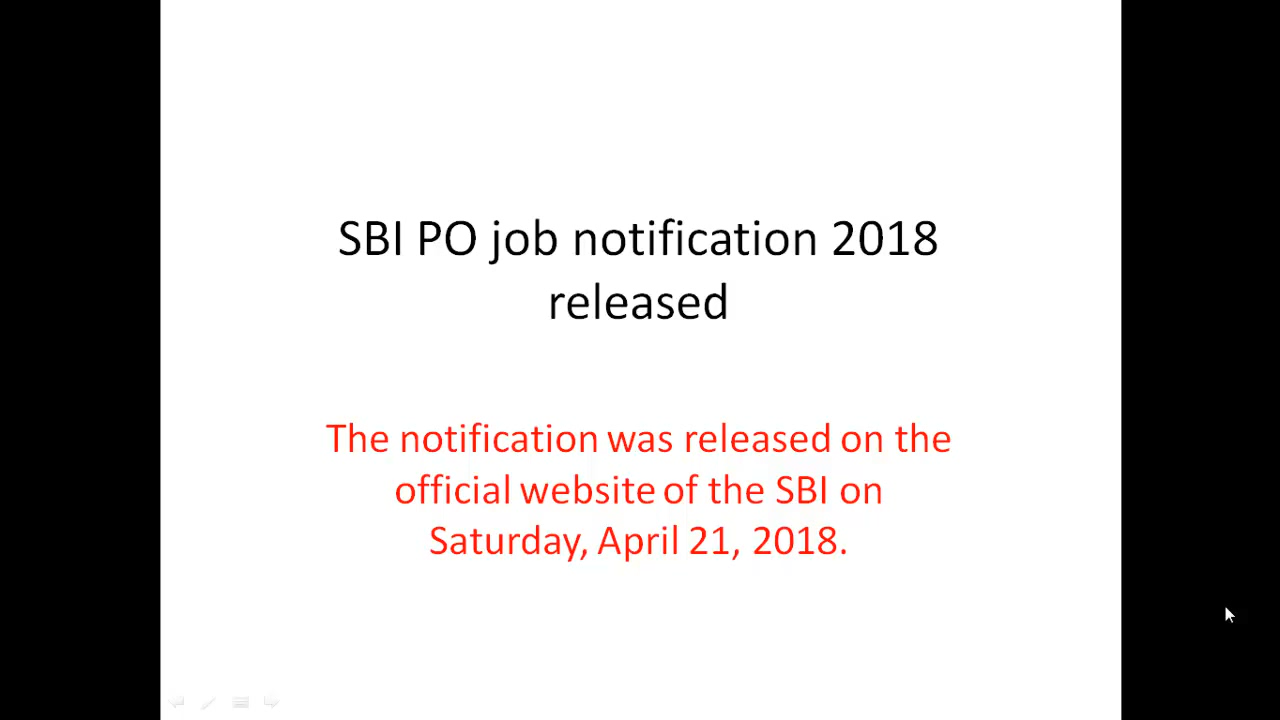 SBI PO job notification 2018
released
The notification was released on the
official website of the SBI on
Saturday, April 21, 2018.